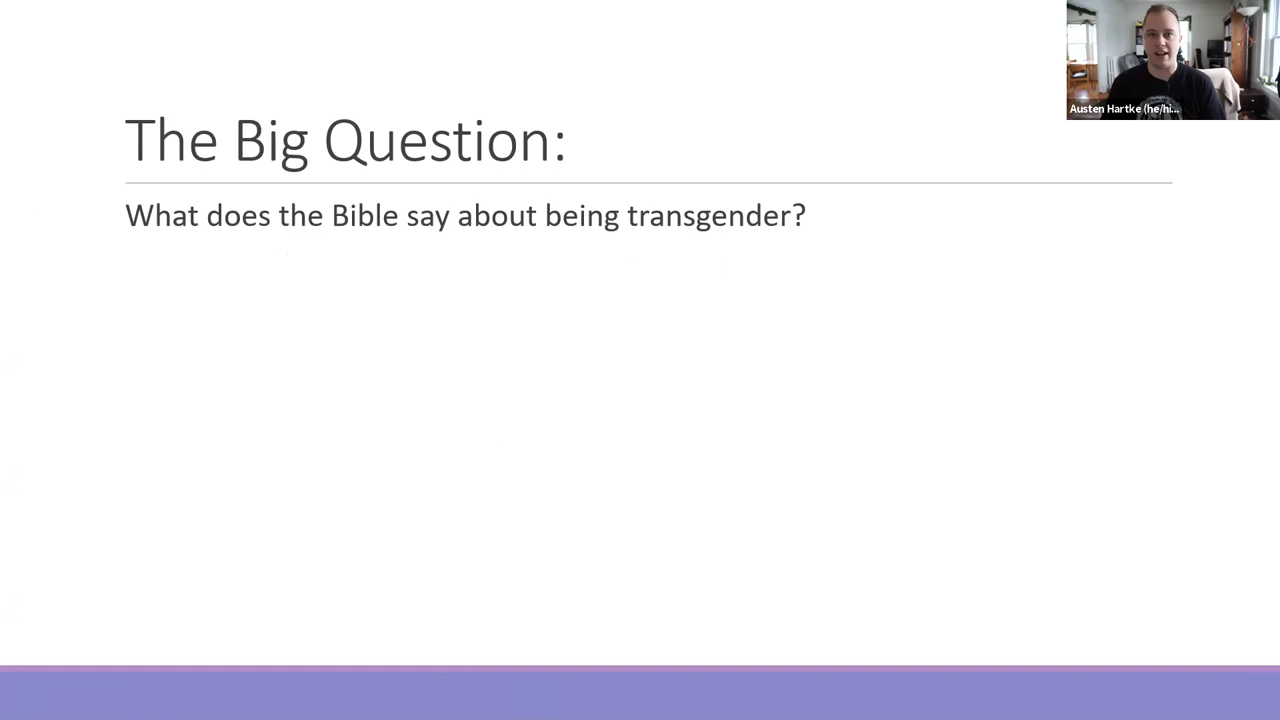 Austen Hartke (he/hi...
The Big Question:
What does the Bible say about being transgender?